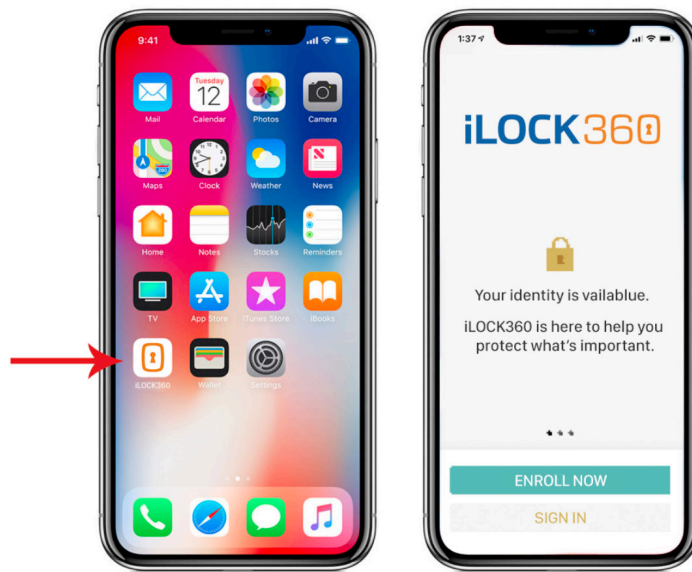 9:41
Tuesday
12
Mail
Calendar
Photos
Camera
Maps
Clock
Weather
News
Home
Notes
Stocks
Reminders
TV
App Store
iTunes Store
iBooks
iLOCK360
Wallet
Settings
1:37
iLOCK360
Your identity is vailablue.
iLOCK360 is here to help you
protect what's important.
ENROLL NOW
SIGN IN